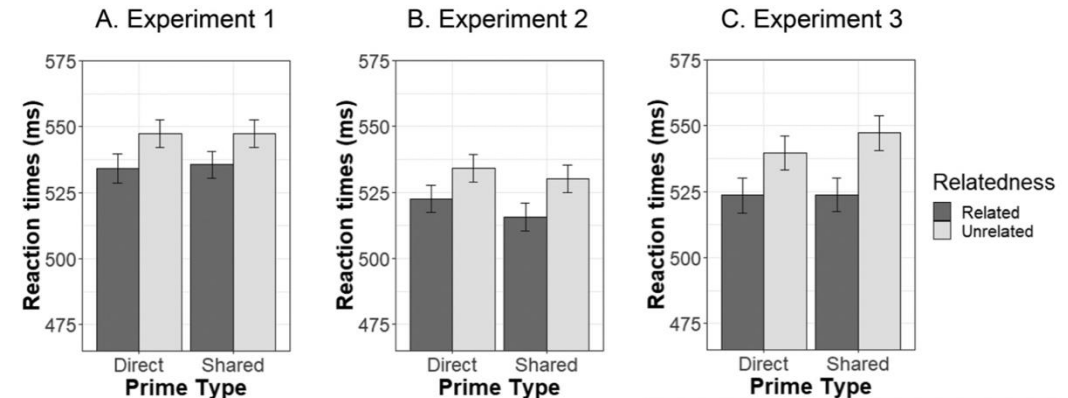 A. Experiment 1
575
550
525
500
475
Reaction times (ms)
Direct Shared
Prime Type
B. Experiment 2
575
550
525
500
475
Reaction times (ms)
Direct Shared
Prime Type
C. Experiment 3
575
550
525
500
475
Reaction times (ms)
Direct Shared
Prime Type
Relatedness
Related
Unrelated